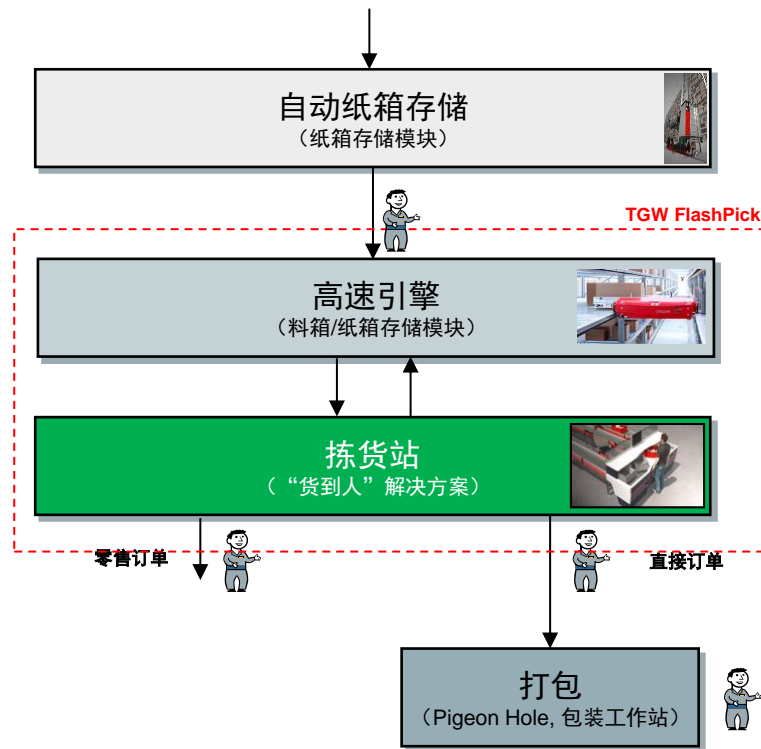 自动纸箱存储
（纸箱存储模块）
TGW FlashPick
高速引擎
（料箱/纸箱存储模块）
拣货站
（“货到人”解决方案）
零售订单
直接订单
打包
（Pigeon Hole, 包装工作站）